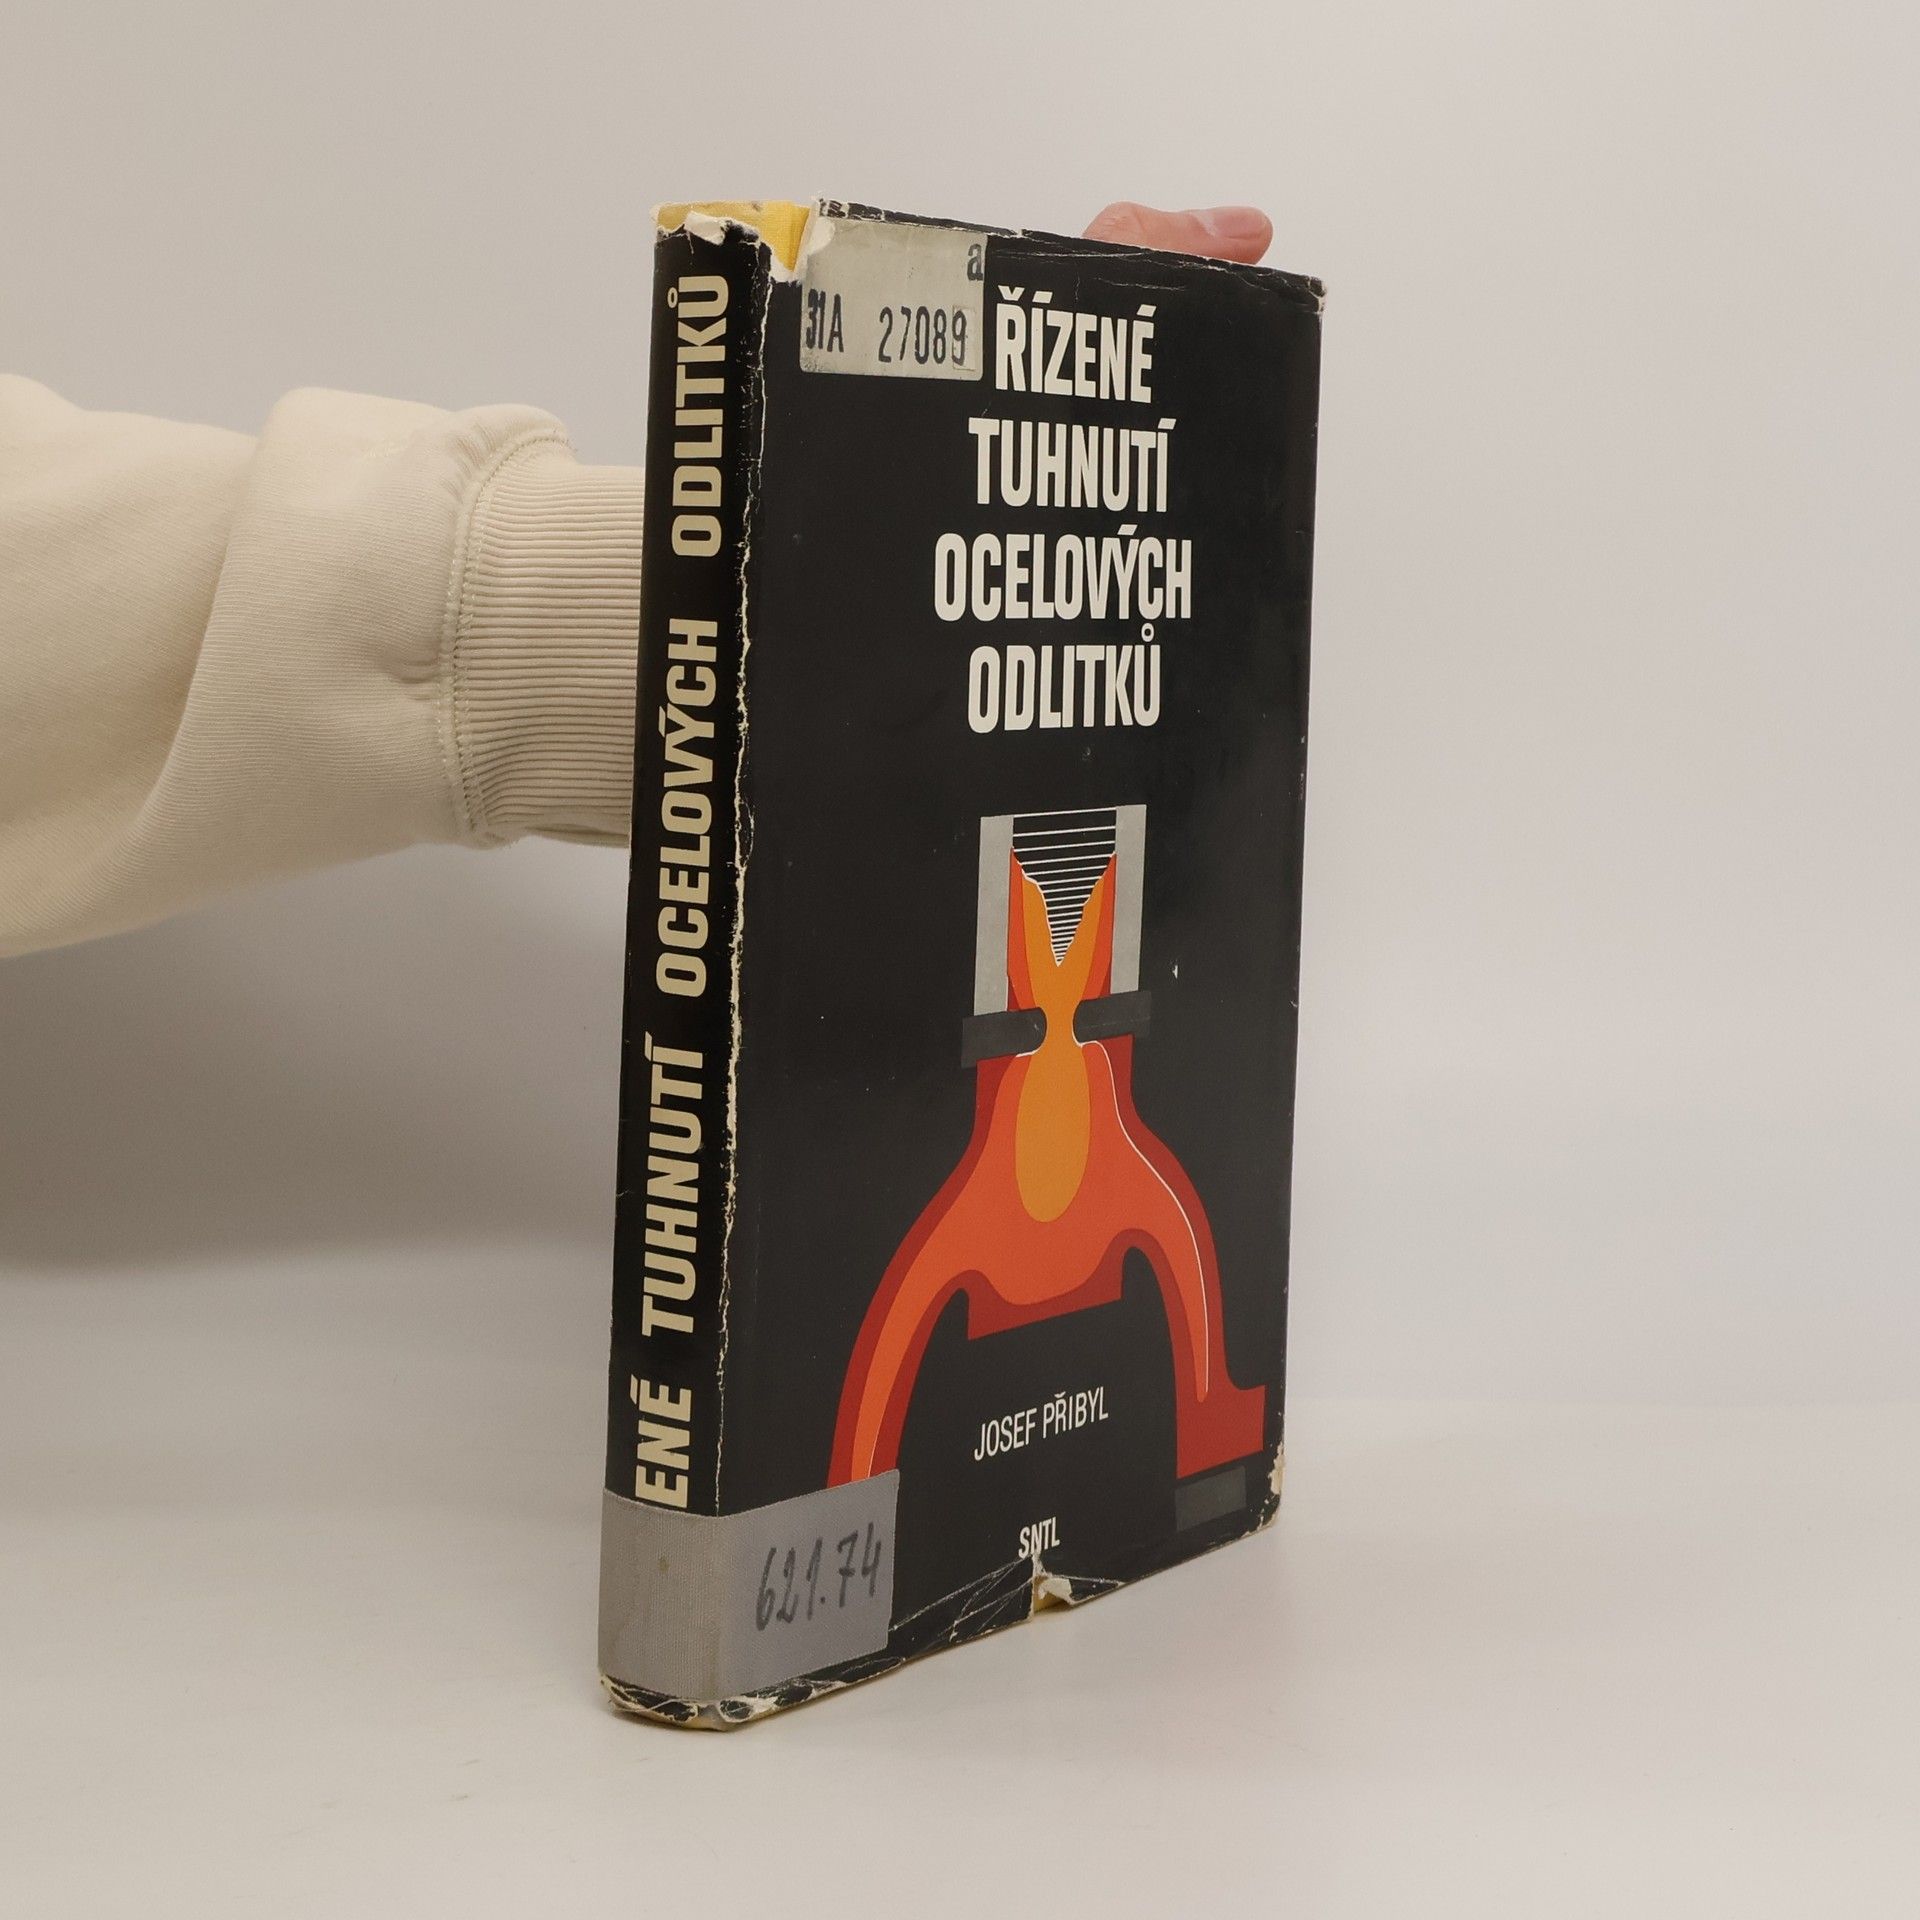 ENÉ TUHNUTÍ OCELOVÝCH ODLITKŮ
a
31A 27089
ŘÍZENÉ
TUHNUTÍ
OCELOVÝCH
ODLITKŮ
JOSEF PŘIBYL
SNTL
621.74